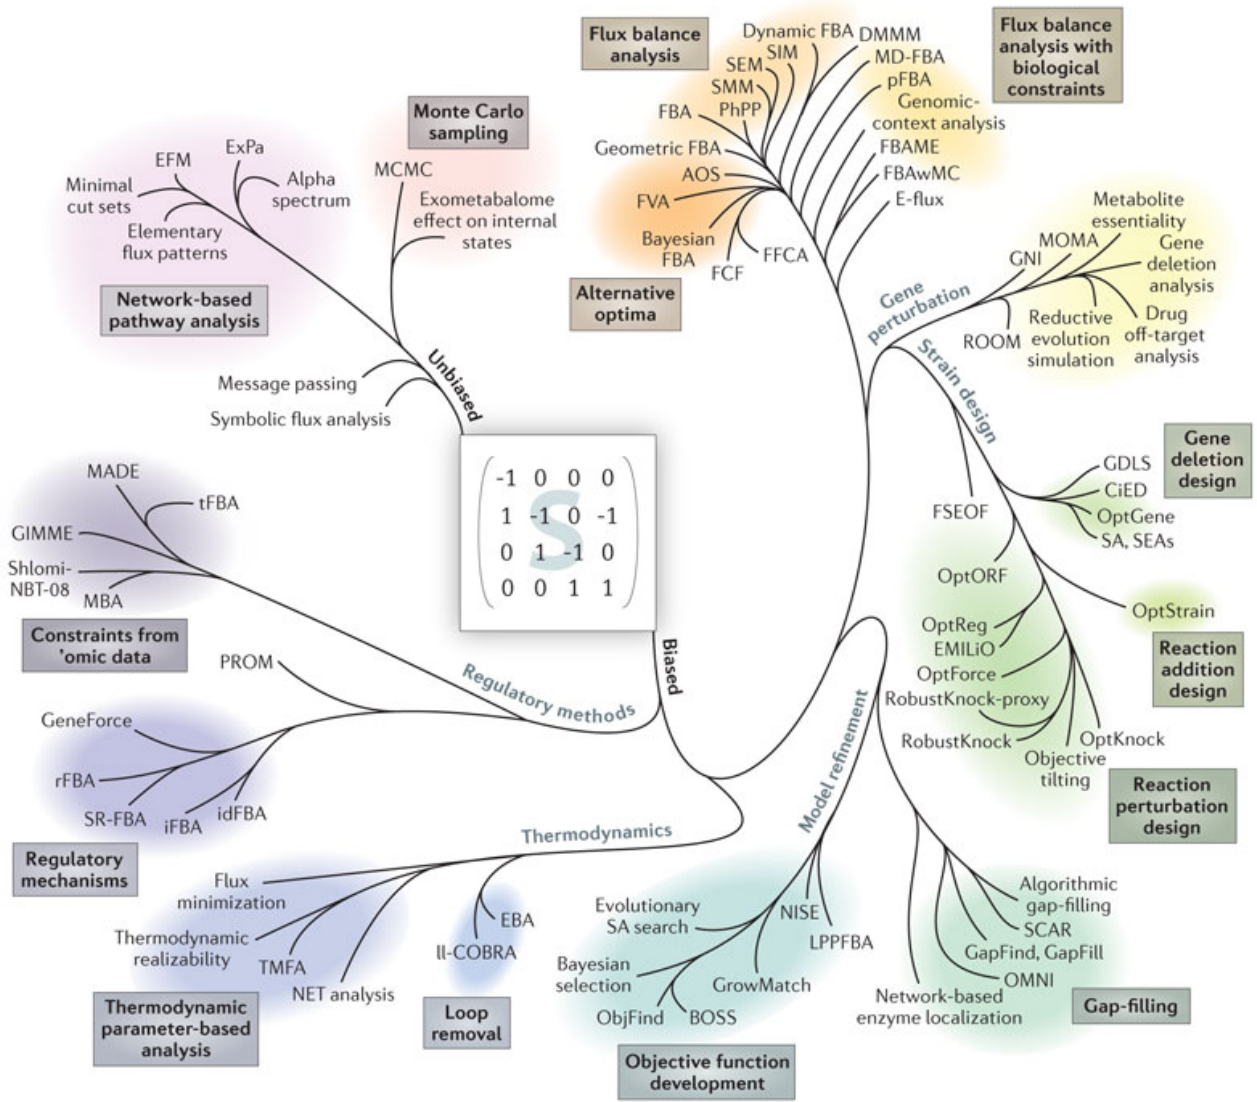 Flux balance
analysis
Dynamic FBA
SIM
SEM
SMM
PhPP
FBA
Geometric FBA
AOS
FVA
Bayesian
FBA
FCF
FFCA
Alternative
optima
DMMM
MD-FBA
pFBA
Genomic-
context analysis
FBAME
FBAwMC
E-flux
Flux balance
analysis with
biological
constraints
Monte Carlo
sampling
MCMC
Exometabalome
effect on internal
states
ExPa
EFM
Alpha
spectrum
Minimal
cut sets
Elementary
flux patterns
Network-based
pathway analysis
Message passing
Symbolic flux analysis
Unbiased
Gene
perturbation
GNI
MOMA
Metabolite
essentiality
Gene
deletion
analysis
ROOM
Reductive
evolution
simulation
Drug
off-target
analysis
Strain design
FSEOF
GDLS
CiED
OptGene
SA, SEAs
Gene
deletion
design
OptORF
OptStrain
Reaction
addition
design
OptReg
EMILiO
OptForce
RobustKnock-proxy
RobustKnock
Objective
tilting
OptKnock
Reaction
perturbation
design
S
-1 0 0 0
1 -1 0 -1
0 1 -1 0
0 0 1 1
Biased
MADE
tFBA
GIMME
Shlomi-
NBT-08
MBA
Constraints from
'omic data
PROM
Regulatory methods
GeneForce
rFBA
SR-FBA
iFBA
idFBA
Regulatory
mechanisms
Thermodynamics
Flux
minimization
Thermodynamic
realizability
TMFA
NET analysis
Thermodynamic
parameter-based
analysis
EBA
ll-COBRA
Loop
removal
Model refinement
Evolutionary
SA search
NISE
LPPFBA
Bayesian
selection
GrowMatch
ObjFind
BOSS
Objective function
development
Algorithmic
gap-filling
SCAR
GapFind, GapFill
OMNI
Network-based
enzyme localization
Gap-filling